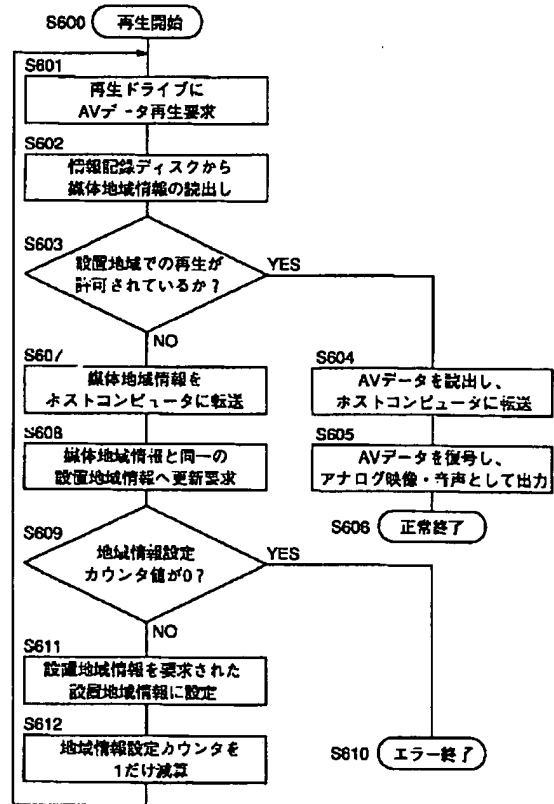 S600 再生開始
S601
再生ドライブに
AVデータ再生要求
S602
情報記録ディスクから
媒体地域情報の読出し
S603
設置地域での再生が
許可されているか?
YES
NO
S604
AVデータを読出し、
ホストコンピュータに転送
S605
AVデータを復号し、
アナログ映像・音声として出力
S606 正常終了
S607
媒体地域情報を
ホストコンピュータに転送
S608
媒体地域情報と同一の
設置地域情報へ更新要求
S609
地域情報設定
カウンタ値が0?
YES
NO
S611
設置地域情報を要求された
設置地域情報に設定
S612
地域情報設定カウンタを
1だけ減算
S610 エラー終了